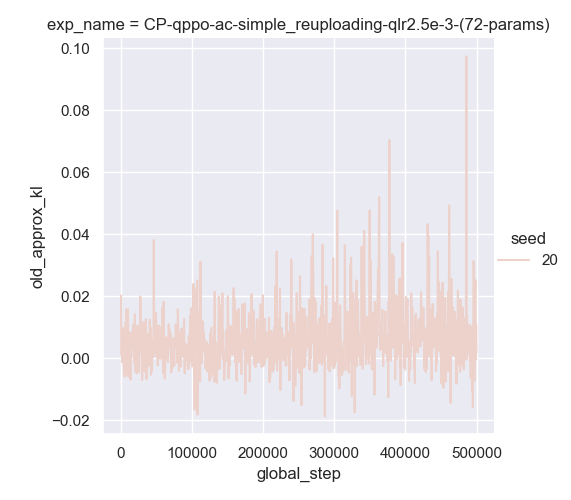 exp_name = CP-qppo-ac-simple_reuploading-qlr2.5e-3-(72-params)
0.10
0.08
0.06
0.04
0.02
0.00
−0.02
old_approx_kl
0 100000 200000 300000 400000 500000
global_step
seed
20